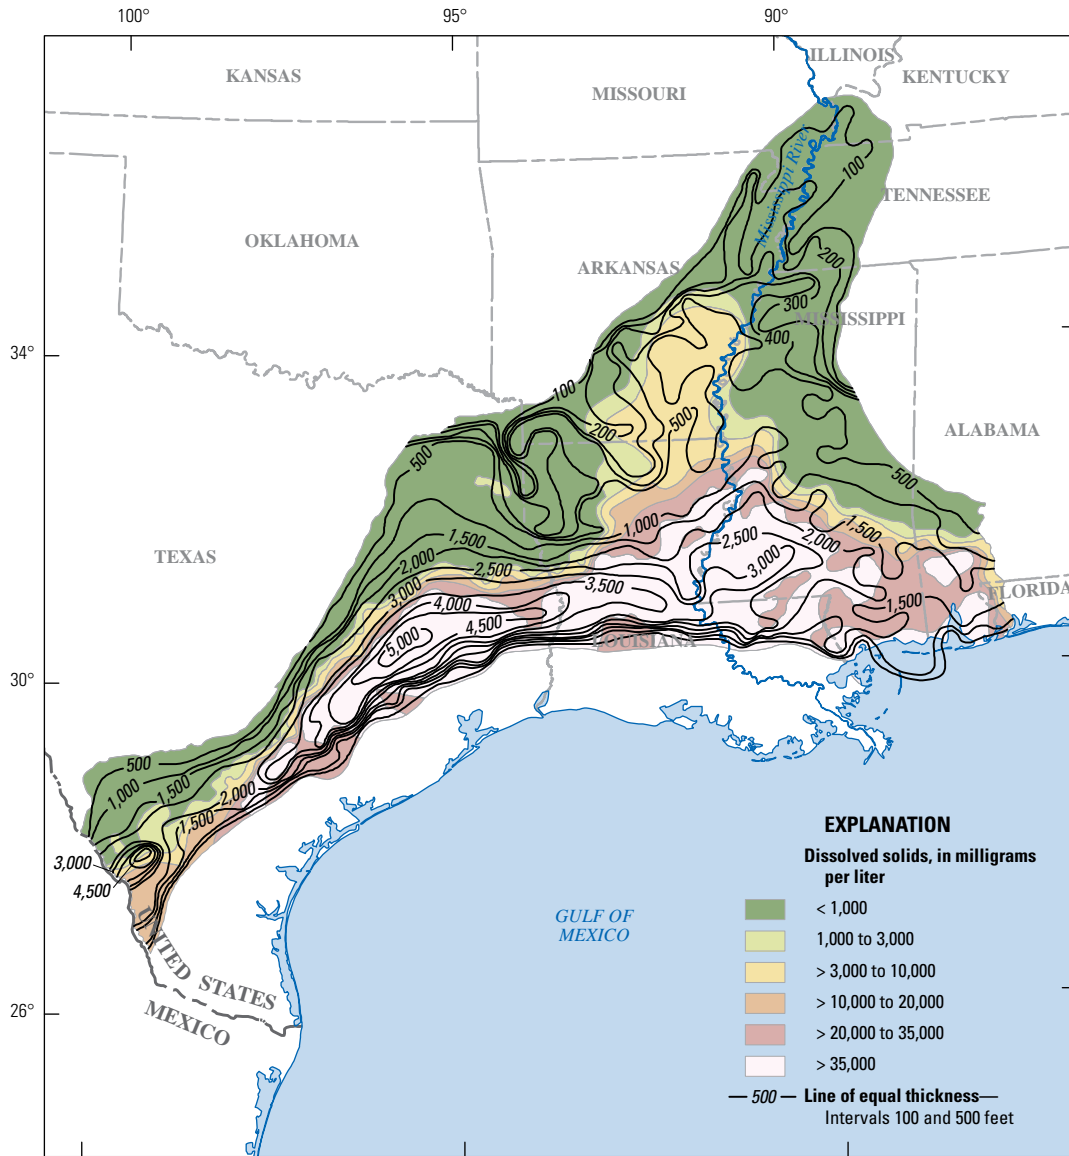 100°
95°
90°
ILLINOIS
KANSAS
KENTUCKY
MISSOURI
Mississippi River
100
TENNESSEE
OKLAHOMA
200
ARKANSAS
300
MISSISSIPPI
400
34°
100
500
200
ALABAMA
500
500
1,000
1,500
1,500
2,500
2,000
TEXAS
2,000
2,500
3,000
3,000
3,500
FLORIDA
4,000
1,500
4,500
LOUISIANA
5,000
30°
500
1,000
1,500
2,000
1,500
3,000
4,500
EXPLANATION
Dissolved solids, in milligrams
per liter
< 1,000
GULF OF
MEXICO
1,000 to 3,000
> 3,000 to 10,000
UNITED STATES
> 10,000 to 20,000
26°
MEXICO
> 20,000 to 35,000
> 35,000
— 500 — Line of equal thickness—
Intervals 100 and 500 feet